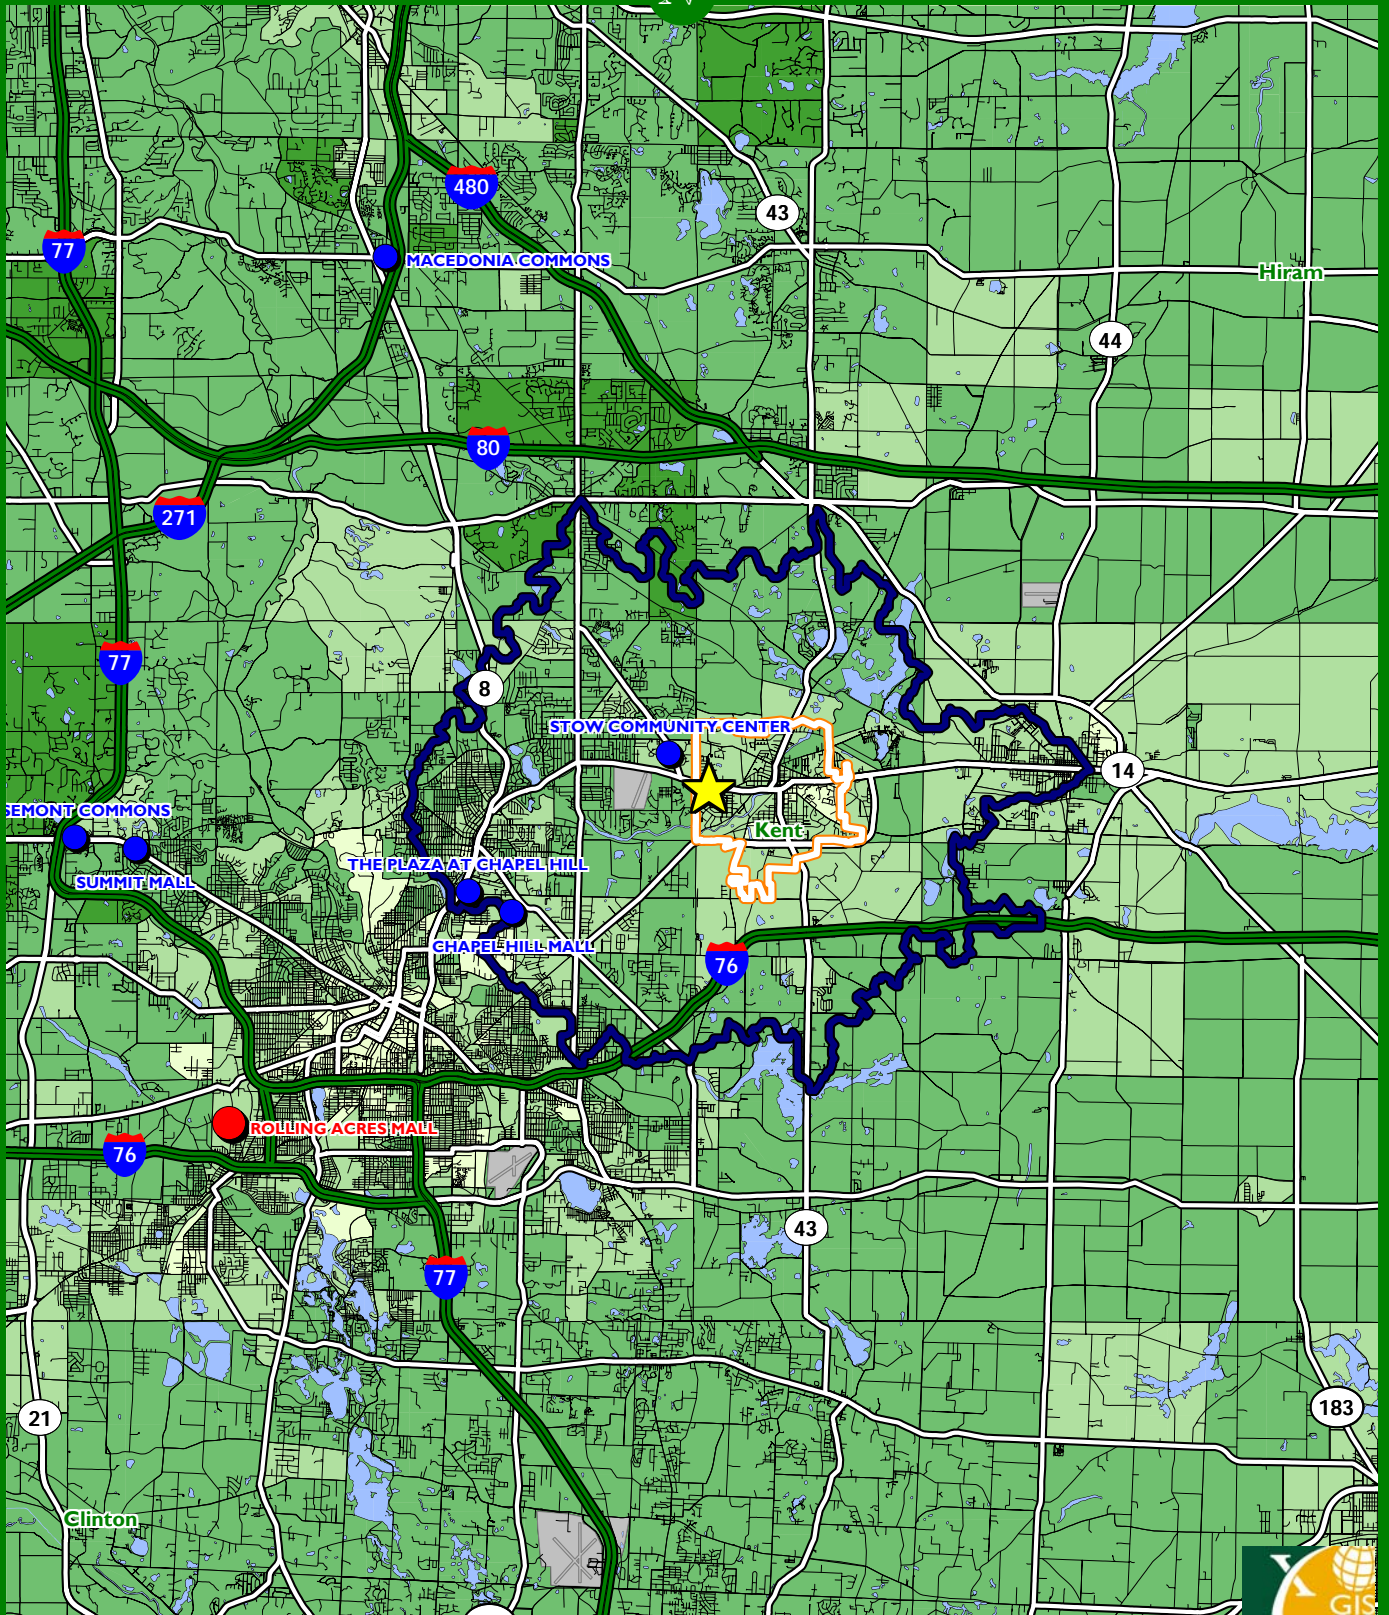 480
43
77
MACEDONIA COMMONS
Hiram
44
80
271
77
8
STOW COMMUNITY CENTER
14
SEMONT COMMONS
Kent
THE PLAZA AT CHAPEL HILL
SUMMIT MALL
CHAPEL HILL MALL
76
ROLLING ACRES MALL
76
43
77
21
183
Clinton
GIS